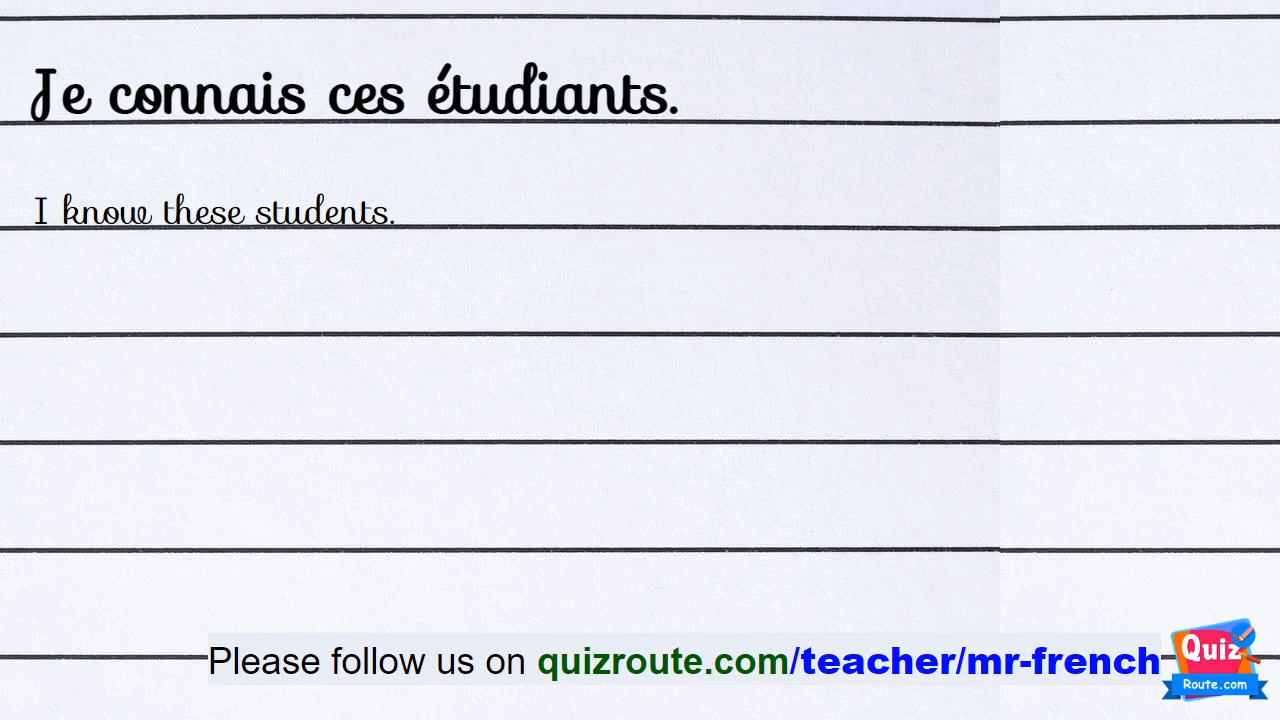 Je connais ces étudiants.
I know these students.
Please follow us on quizroute.com/teacher/mr-french
Quiz
Route.com